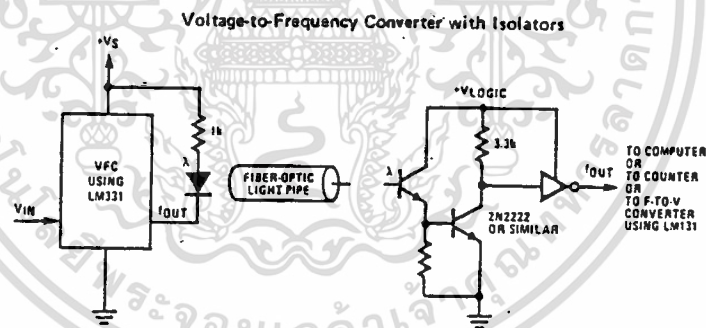 Voltage-to-Frequency Converter with Isolators
+VS
1k
λ
VFC
USING
LM331
VIN
fOUT
FIBER-OPTIC
LIGHT PIPE
+VLOGIC
3.3k
λ
2N2222
OR SIMILAR
fOUT
TO COMPUTER
OR
TO COUNTER
OR
TO F-TO-V
CONVERTER
USING LM131